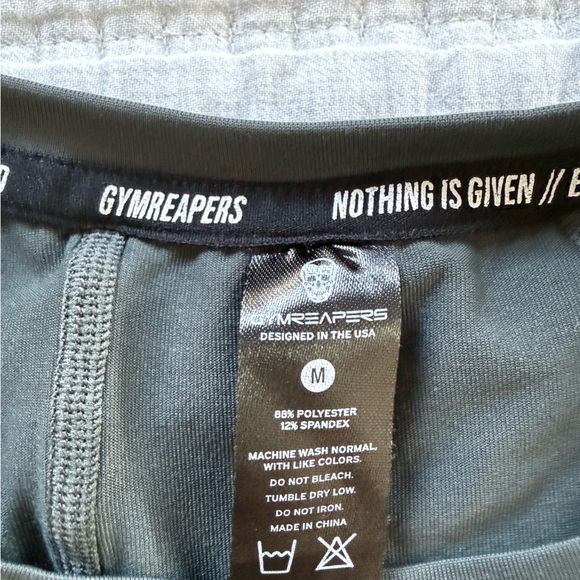 GYMREAPERS NOTHING IS GIVEN //
GYMREAPERS
DESIGNED IN THE USA
M
88% POLYESTER
12% SPANDEX
MACHINE WASH NORMAL,
WITH LIKE COLORS.
DO NOT BLEACH.
TUMBLE DRY LOW.
DO NOT IRON.
MADE IN CHINA